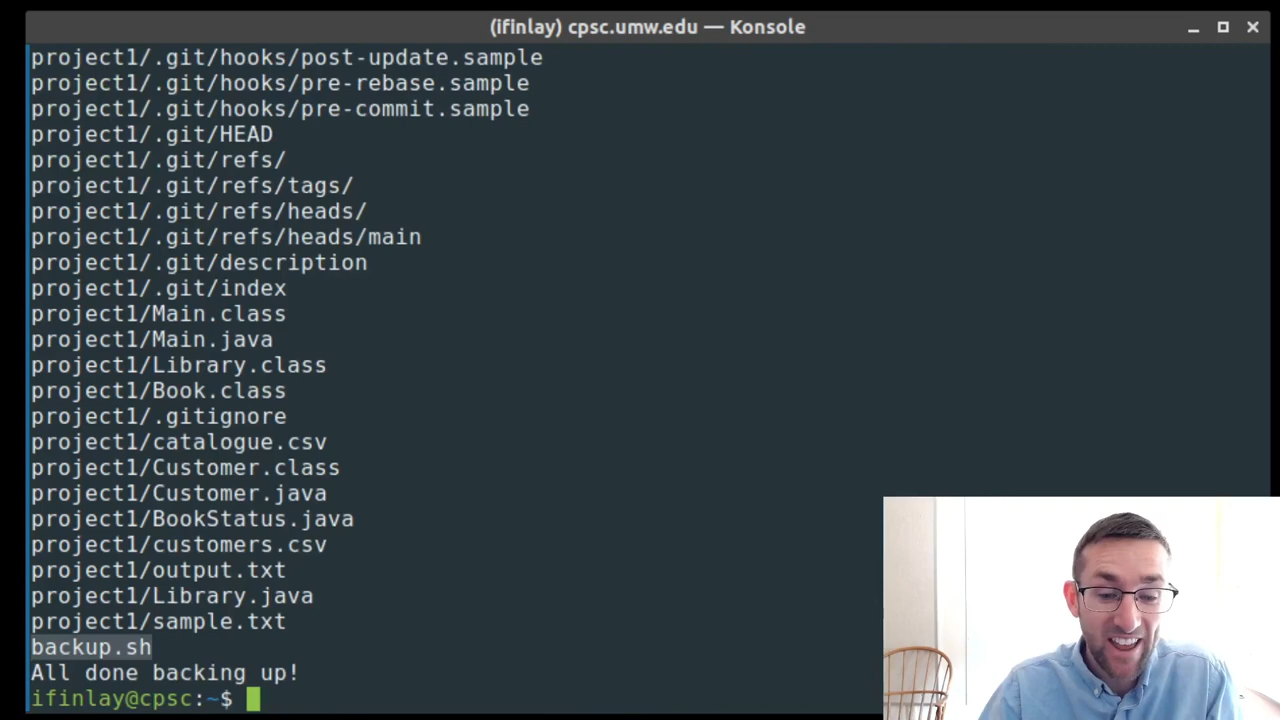 (ifinlay) cpsc.umw.edu — Konsole
project1/.git/hooks/post-update.sample
project1/.git/hooks/pre-rebase.sample
project1/.git/hooks/pre-commit.sample
project1/.git/HEAD
project1/.git/refs/
project1/.git/refs/tags/
project1/.git/refs/heads/
project1/.git/refs/heads/main
project1/.git/description
project1/.git/index
project1/Main.class
project1/Main.java
project1/Library.class
project1/Book.class
project1/.gitignore
project1/catalogue.csv
project1/Customer.class
project1/Customer.java
project1/BookStatus.java
project1/customers.csv
project1/output.txt
project1/Library.java
project1/sample.txt
backup.sh
All done backing up!
ifinlay@cpsc:~$